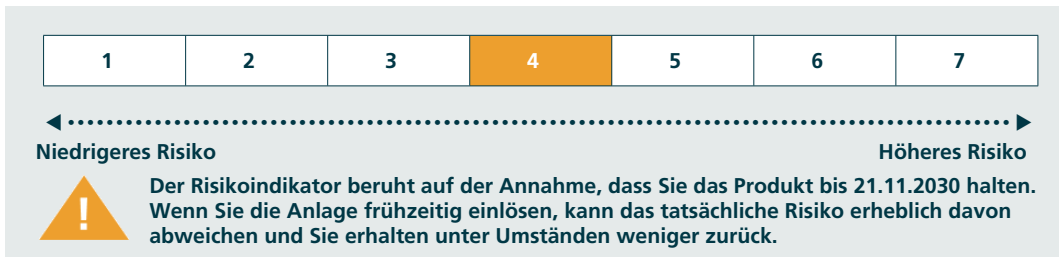 1 2 3 4 5 6 7
Niedrigeres Risiko Höheres Risiko
Der Risikoindikator beruht auf der Annahme, dass Sie das Produkt bis 21.11.2030 halten.
Wenn Sie die Anlage frühzeitig einlösen, kann das tatsächliche Risiko erheblich davon
abweichen und Sie erhalten unter Umständen weniger zurück.